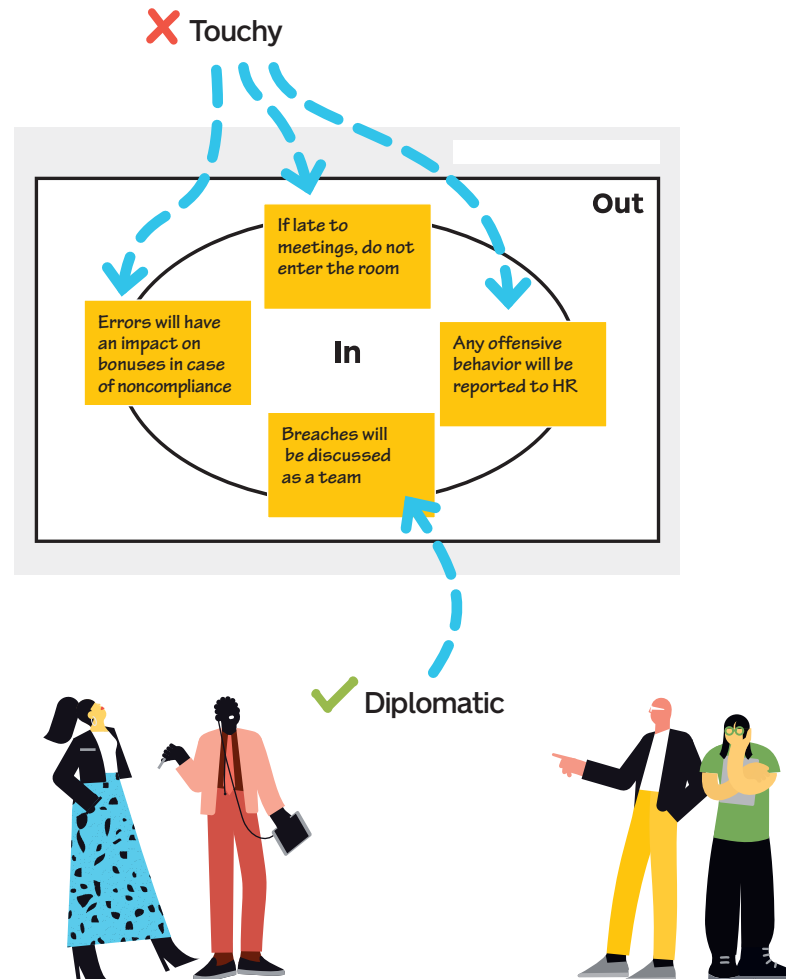 Touchy
Out
If late to
meetings, do not
enter the room
Errors will have
an impact on
bonuses in case
of noncompliance
In
Any offensive
behavior will be
reported to HR
Breaches will
be discussed
as a team
Diplomatic